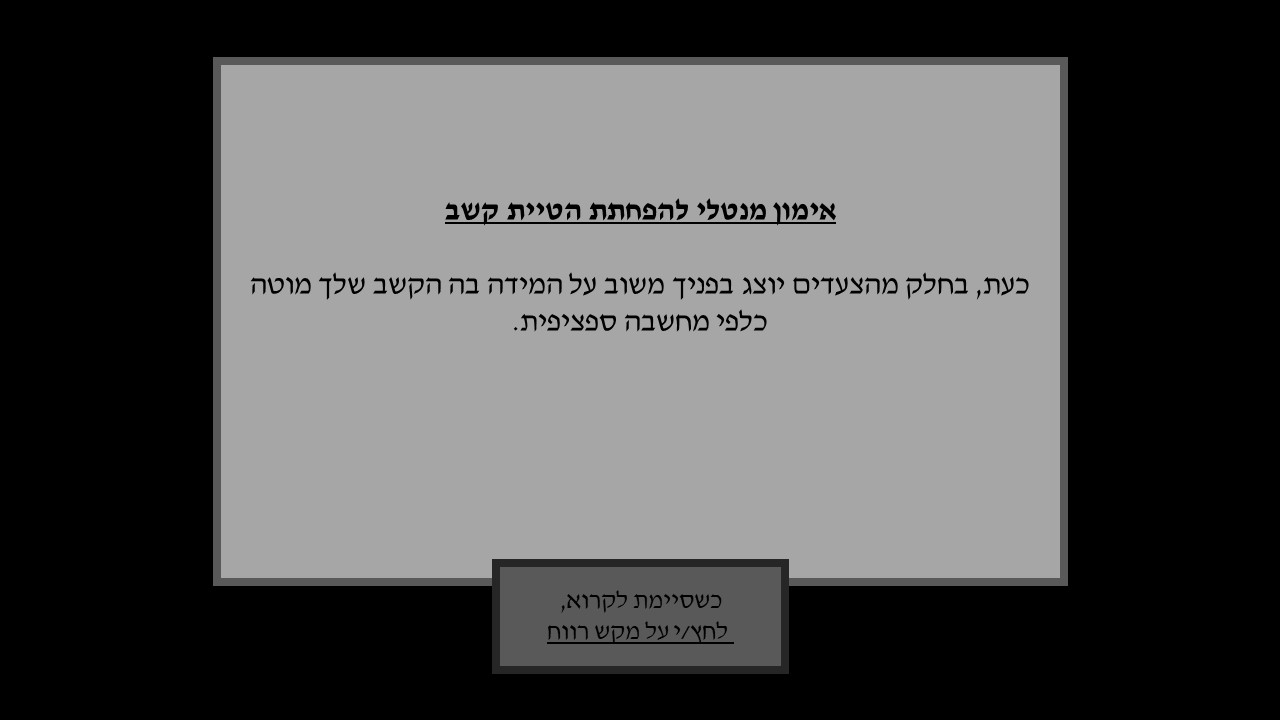 אימון מנטלי להפחתת הטיית קשב
כעת, בחלק מהצעדים יוצג בפניך משוב על המידה בה הקשב שלך מוטה
כלפי מחשבה ספציפית.
כשסיימת לקרוא,
לחץ/י על מקש רווח